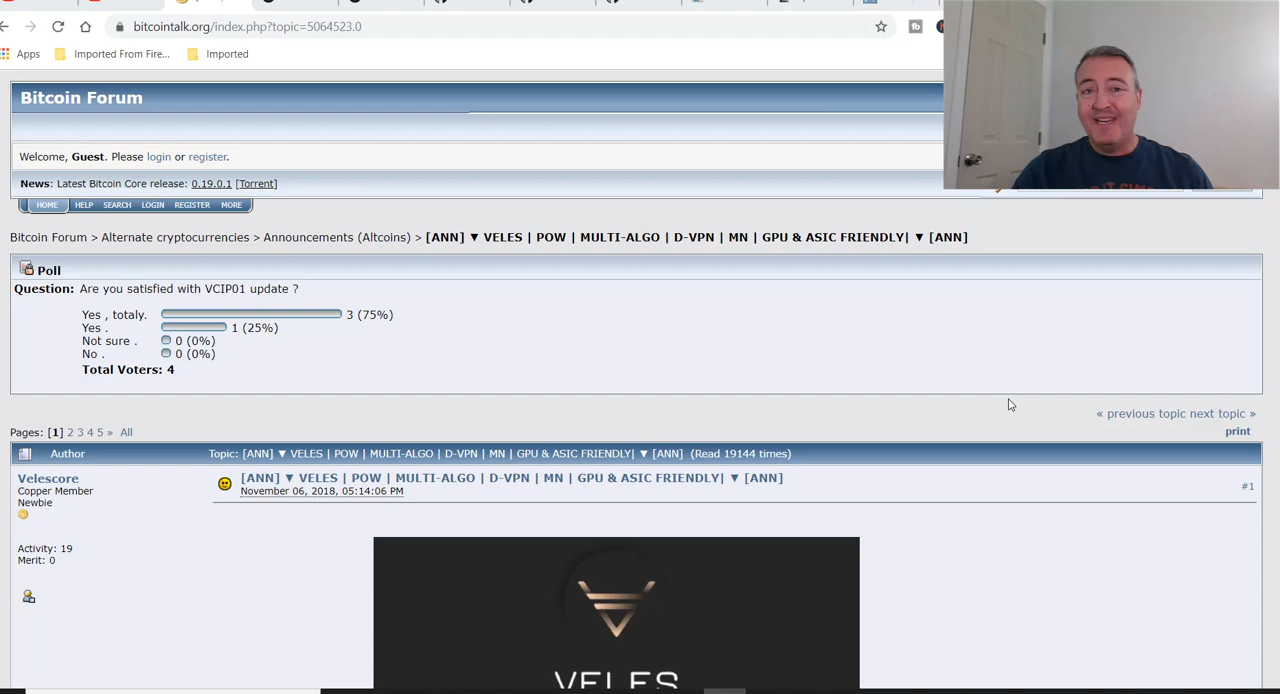 bitcointalk.org/index.php?topic=5064523.0
Apps
Imported From Fire...
Imported
Bitcoin Forum
Welcome, Guest. Please login or register.
News: Latest Bitcoin Core release: 0.19.0.1 [Torrent]
HOME HELP SEARCH LOGIN REGISTER MORE
Bitcoin Forum > Alternate cryptocurrencies > Announcements (Altcoins) > [ANN] ▼ VELES | POW | MULTI-ALGO | D-VPN | MN | GPU & ASIC FRIENDLY| ▼ [ANN]
Poll
Question: Are you satisfied with VCIP01 update ?
Yes , totaly. 3 (75%)
Yes . 1 (25%)
Not sure . 0 (0%)
No . 0 (0%)
Total Voters: 4
« previous topic next topic »
Pages: [1] 2 3 4 5 » All
print
Author Topic: [ANN] ▼ VELES | POW | MULTI-ALGO | D-VPN | MN | GPU & ASIC FRIENDLY| ▼ [ANN] (Read 19144 times)
Velescore
Copper Member
Newbie
Activity: 19
Merit: 0
[ANN] ▼ VELES | POW | MULTI-ALGO | D-VPN | MN | GPU & ASIC FRIENDLY| ▼ [ANN]
November 06, 2018, 05:14:06 PM
#1
VELES